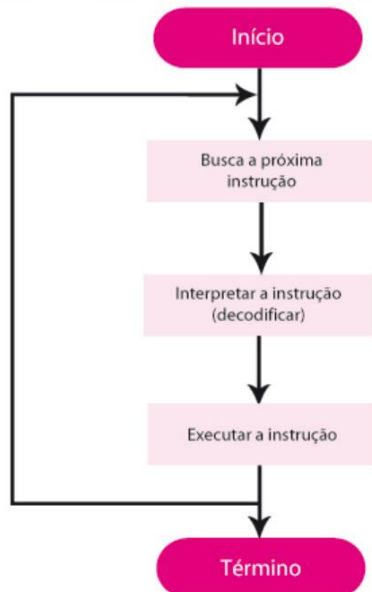 Início
Busca a próxima
instrução
Interpretar a instrução
(decodificar)
Executar a instrução
Término